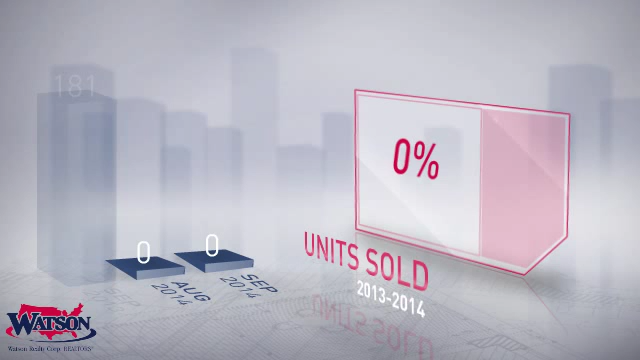 181
0%
0
0
UNITS SOLD
2013-2014
AUG
2014
SEP
2014
WATSON
Watson Realty Corp. REALTORS®